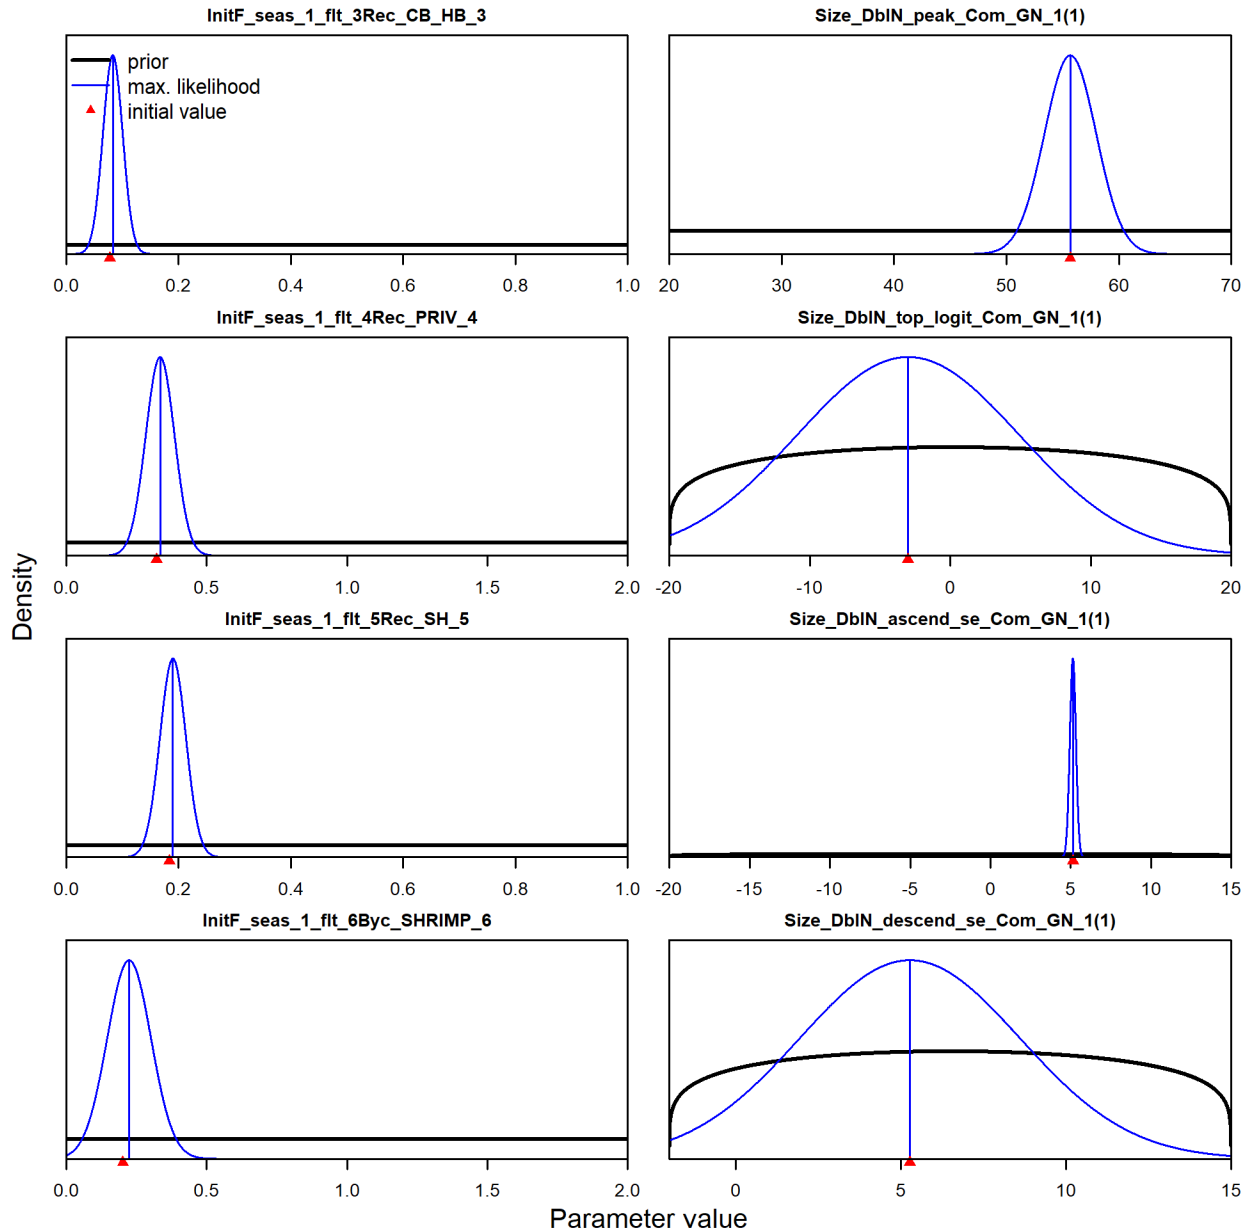 InitF_seas_1_flt_3Rec_CB_HB_3
prior
max. likelihood
initial value
0.0 0.2 0.4 0.6 0.8 1.0
Size_DblN_peak_Com_GN_1(1)
20 30 40 50 60 70
InitF_seas_1_flt_4Rec_PRIV_4
0.0 0.5 1.0 1.5 2.0
Size_DblN_top_logit_Com_GN_1(1)
-20 -10 0 10 20
InitF_seas_1_flt_5Rec_SH_5
0.0 0.2 0.4 0.6 0.8 1.0
Size_DblN_ascend_se_Com_GN_1(1)
-20 -15 -10 -5 0 5 10 15
InitF_seas_1_flt_6Byc_SHRIMP_6
0.0 0.5 1.0 1.5 2.0
Size_DblN_descend_se_Com_GN_1(1)
0 5 10 15
Density
Parameter value